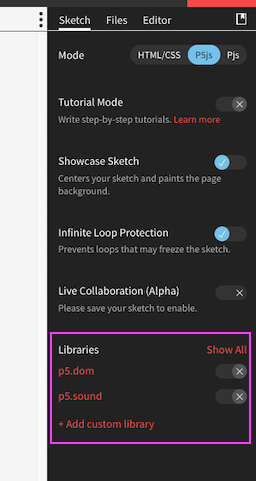 Sketch Files Editor
Mode HTML/CSS P5js Pjs
Tutorial Mode
Write step-by-step tutorials. Learn more
Showcase Sketch
Centers your sketch and paints the page
background.
Infinite Loop Protection
Prevents loops that may freeze the sketch.
Live Collaboration (Alpha)
Please save your sketch to enable.
Libraries Show All
p5.dom
p5.sound
+ Add custom library